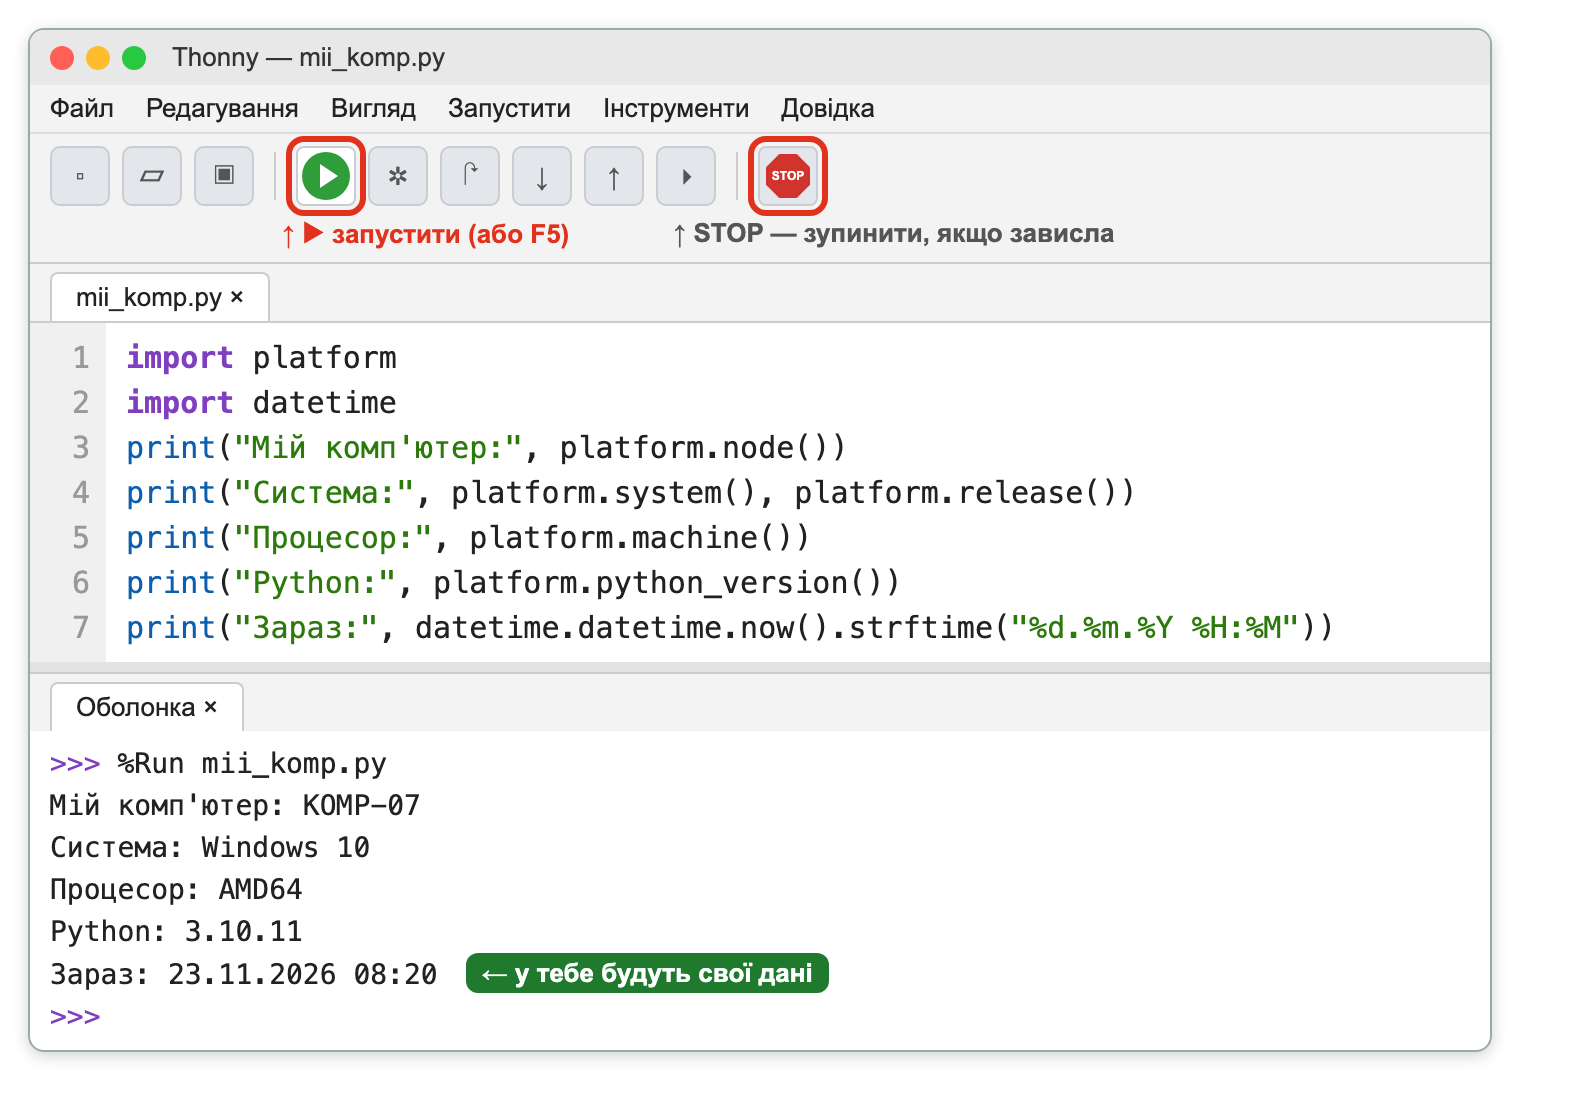 Thonny — mii_komp.py
Файл Редагування Вигляд Запустити Інструменти Довідка
STOP
↑ ▶ запустити (або F5) ↑ STOP — зупинити, якщо зависла
mii_komp.py ×
1 import platform
2 import datetime
3 print("Мій комп'ютер:", platform.node())
4 print("Система:", platform.system(), platform.release())
5 print("Процесор:", platform.machine())
6 print("Python:", platform.python_version())
7 print("Зараз:", datetime.datetime.now().strftime("%d.%m.%Y %H:%M"))
Оболонка ×
>>> %Run mii_komp.py
Мій комп'ютер: KOMP-07
Система: Windows 10
Процесор: AMD64
Python: 3.10.11
Зараз: 23.11.2026 08:20 ← у тебе будуть свої дані
>>>